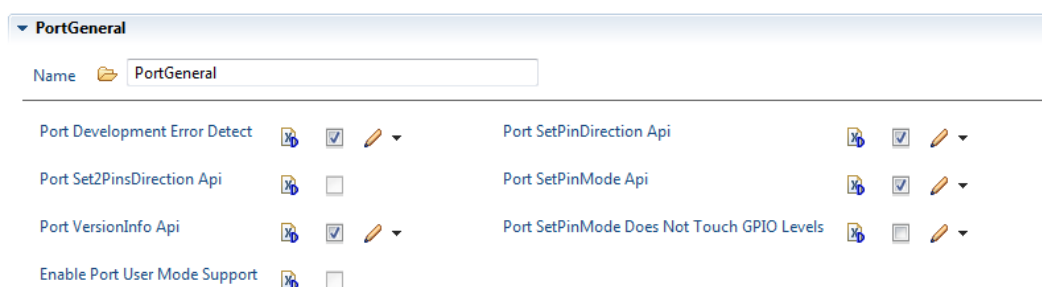 PortGeneral
Name PortGeneral
Port Development Error Detect Port SetPinDirection Api
Port Set2PinsDirection Api Port SetPinMode Api
Port VersionInfo Api Port SetPinMode Does Not Touch GPIO Levels
Enable Port User Mode Support